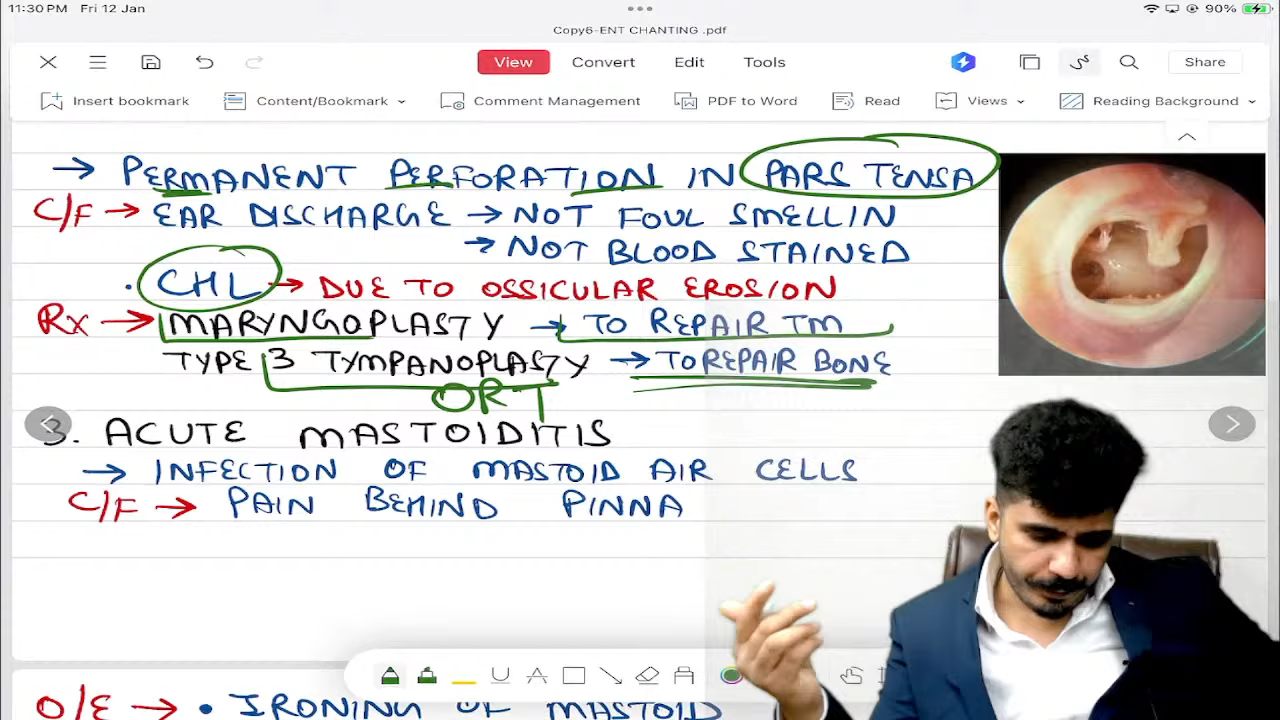 11:30 PM Fri 12 Jan 90%
Copy6-ENT CHANTING .pdf
View Convert Edit Tools Share
Insert bookmark Content/Bookmark Comment Management PDF to Word Read Views Reading Background
→ PERMANENT PERFORATION IN PARS TENSA
C/F → EAR DISCHARGE → NOT FOUL SMELLIN
→ NOT BLOOD STAINED
• CHL → DUE TO OSSICULAR EROSION
Rx → MARYNGOPLASTY → TO REPAIR TM
TYPE 3 TYMPANOPLASTY → TO REPAIR BONE
ORT
3. ACUTE MASTOIDITIS
→ INFECTION OF MASTOID AIR CELLS
C/F → PAIN BEHIND PINNA
O/E → • IRONING OF MASTOID